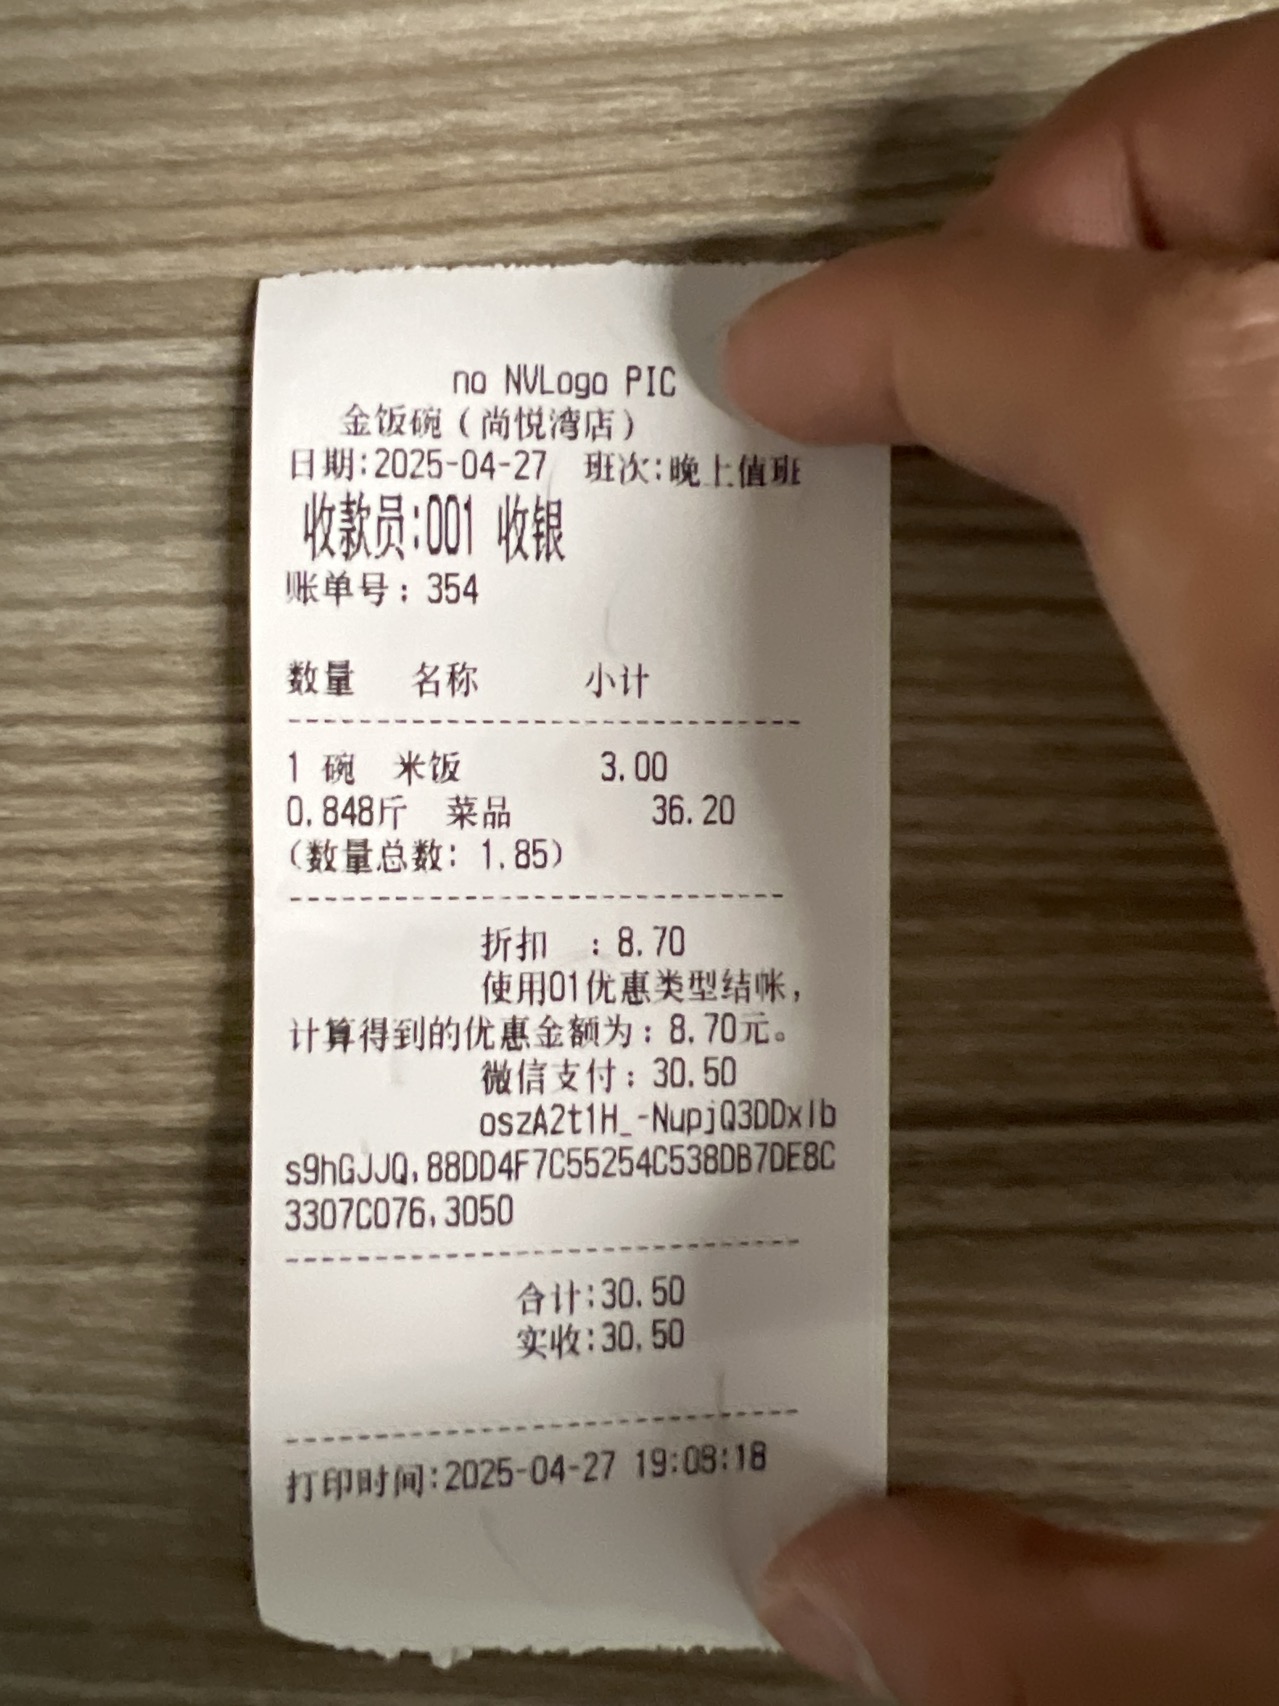 no NVLogo PIC
金饭碗（尚悦湾店）
日期:2025-04-27 班次:晚上值班
收款员:001 收银
账单号：354
数量 名称 小计
1 碗 米饭 3.00
0.848斤 菜品 36.20
（数量总数：1.85）
折扣 ：8.70
使用01优惠类型结帐，
计算得到的优惠金额为：8.70元。
微信支付：30.50
oszA2t1H_-NupjQ3DDxIb
s9hGJJQ,88DD4F7C55254C538DB7DE8C
3307C076,3050
合计:30.50
实收:30.50
打印时间:2025-04-27 19:08:18